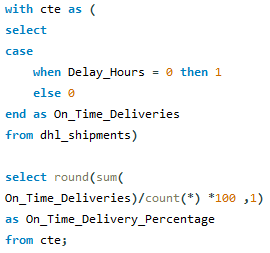 with cte as (
select
case
    when Delay_Hours = 0 then 1
    else 0
end as On_Time_Deliveries
from dhl_shipments)

select round(sum(
On_Time_Deliveries)/count(*) *100 ,1)
as On_Time_Delivery_Percentage
from cte;